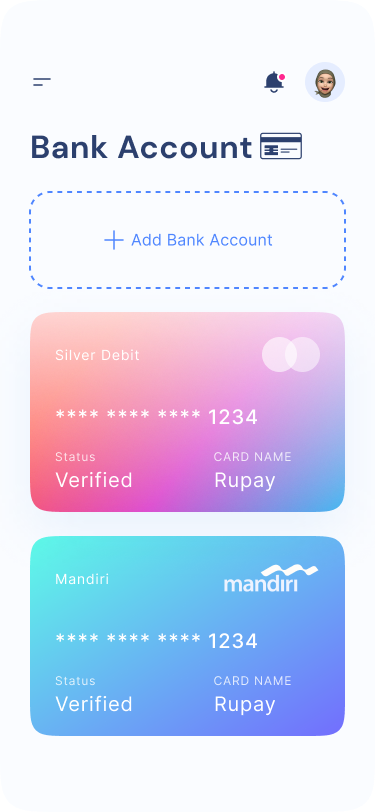 Bank Account
Add Bank Account
Silver Debit
**** **** **** 1234
Status CARD NAME
Verified Rupay
Mandiri mandırı
**** **** **** 1234
Status CARD NAME
Verified Rupay